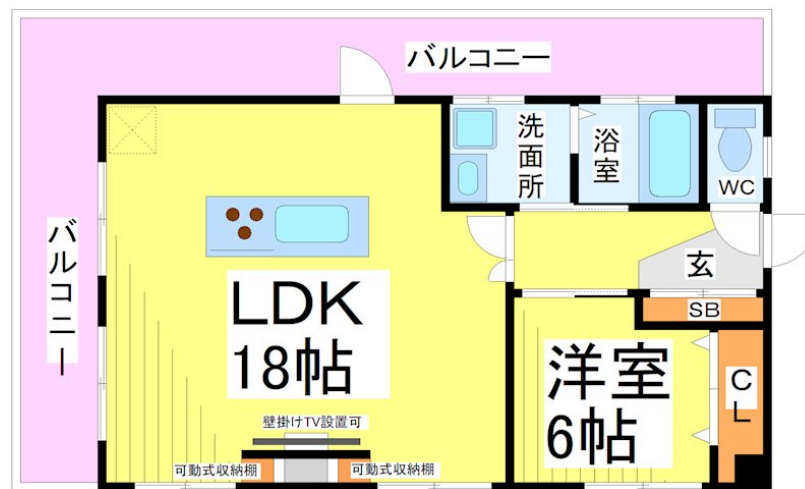 バルコニー
バルコニー
洗面所
浴室
WC
玄
SB
LDK
18帖
洋室
6帖
CL
壁掛けTV設置可
可動式収納棚
可動式収納棚